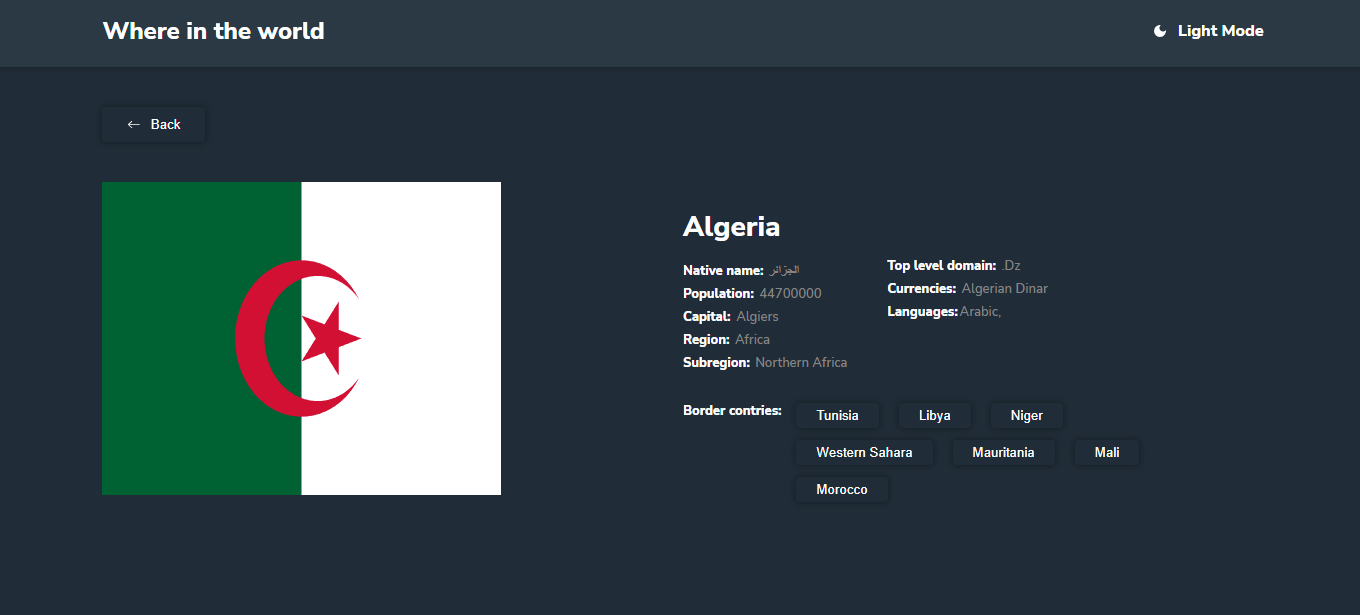 Where in the world
Light Mode
← Back
Algeria
Native name: الجزائر
Population: 44700000
Capital: Algiers
Region: Africa
Subregion: Northern Africa
Top level domain: .Dz
Currencies: Algerian Dinar
Languages:Arabic,
Border contries:
Tunisia Libya Niger
Western Sahara Mauritania Mali
Morocco